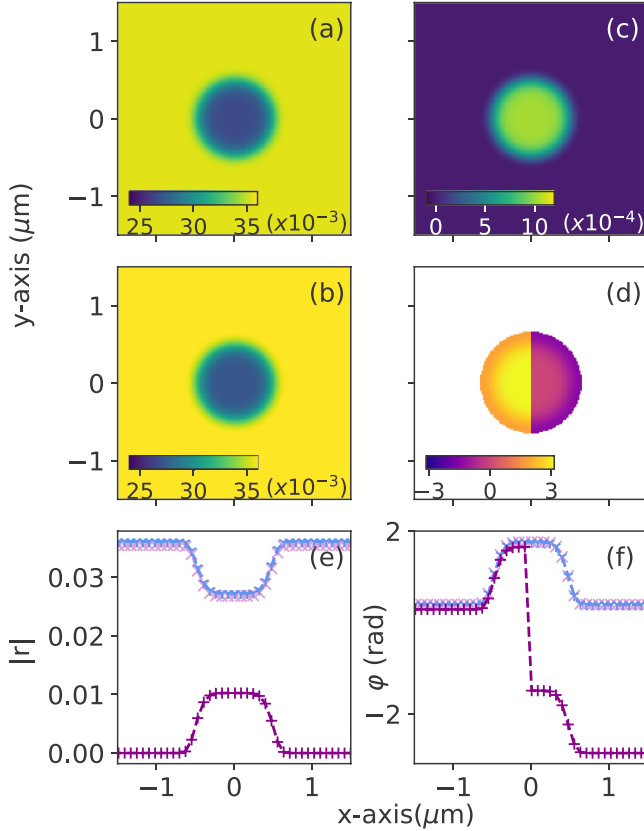 1
0
−1
y-axis (μm)
(a)
25 30 35 (x10⁻³)
(c)
0 5 10 (x10⁻⁴)
1
0
−1
(b)
25 30 35 (x10⁻³)
(d)
−3 0 3
0.03
0.02
0.01
0.00
|r|
(e)
−1 0 1
2
−2
φ (rad)
(f)
−1 0 1
x-axis(μm)